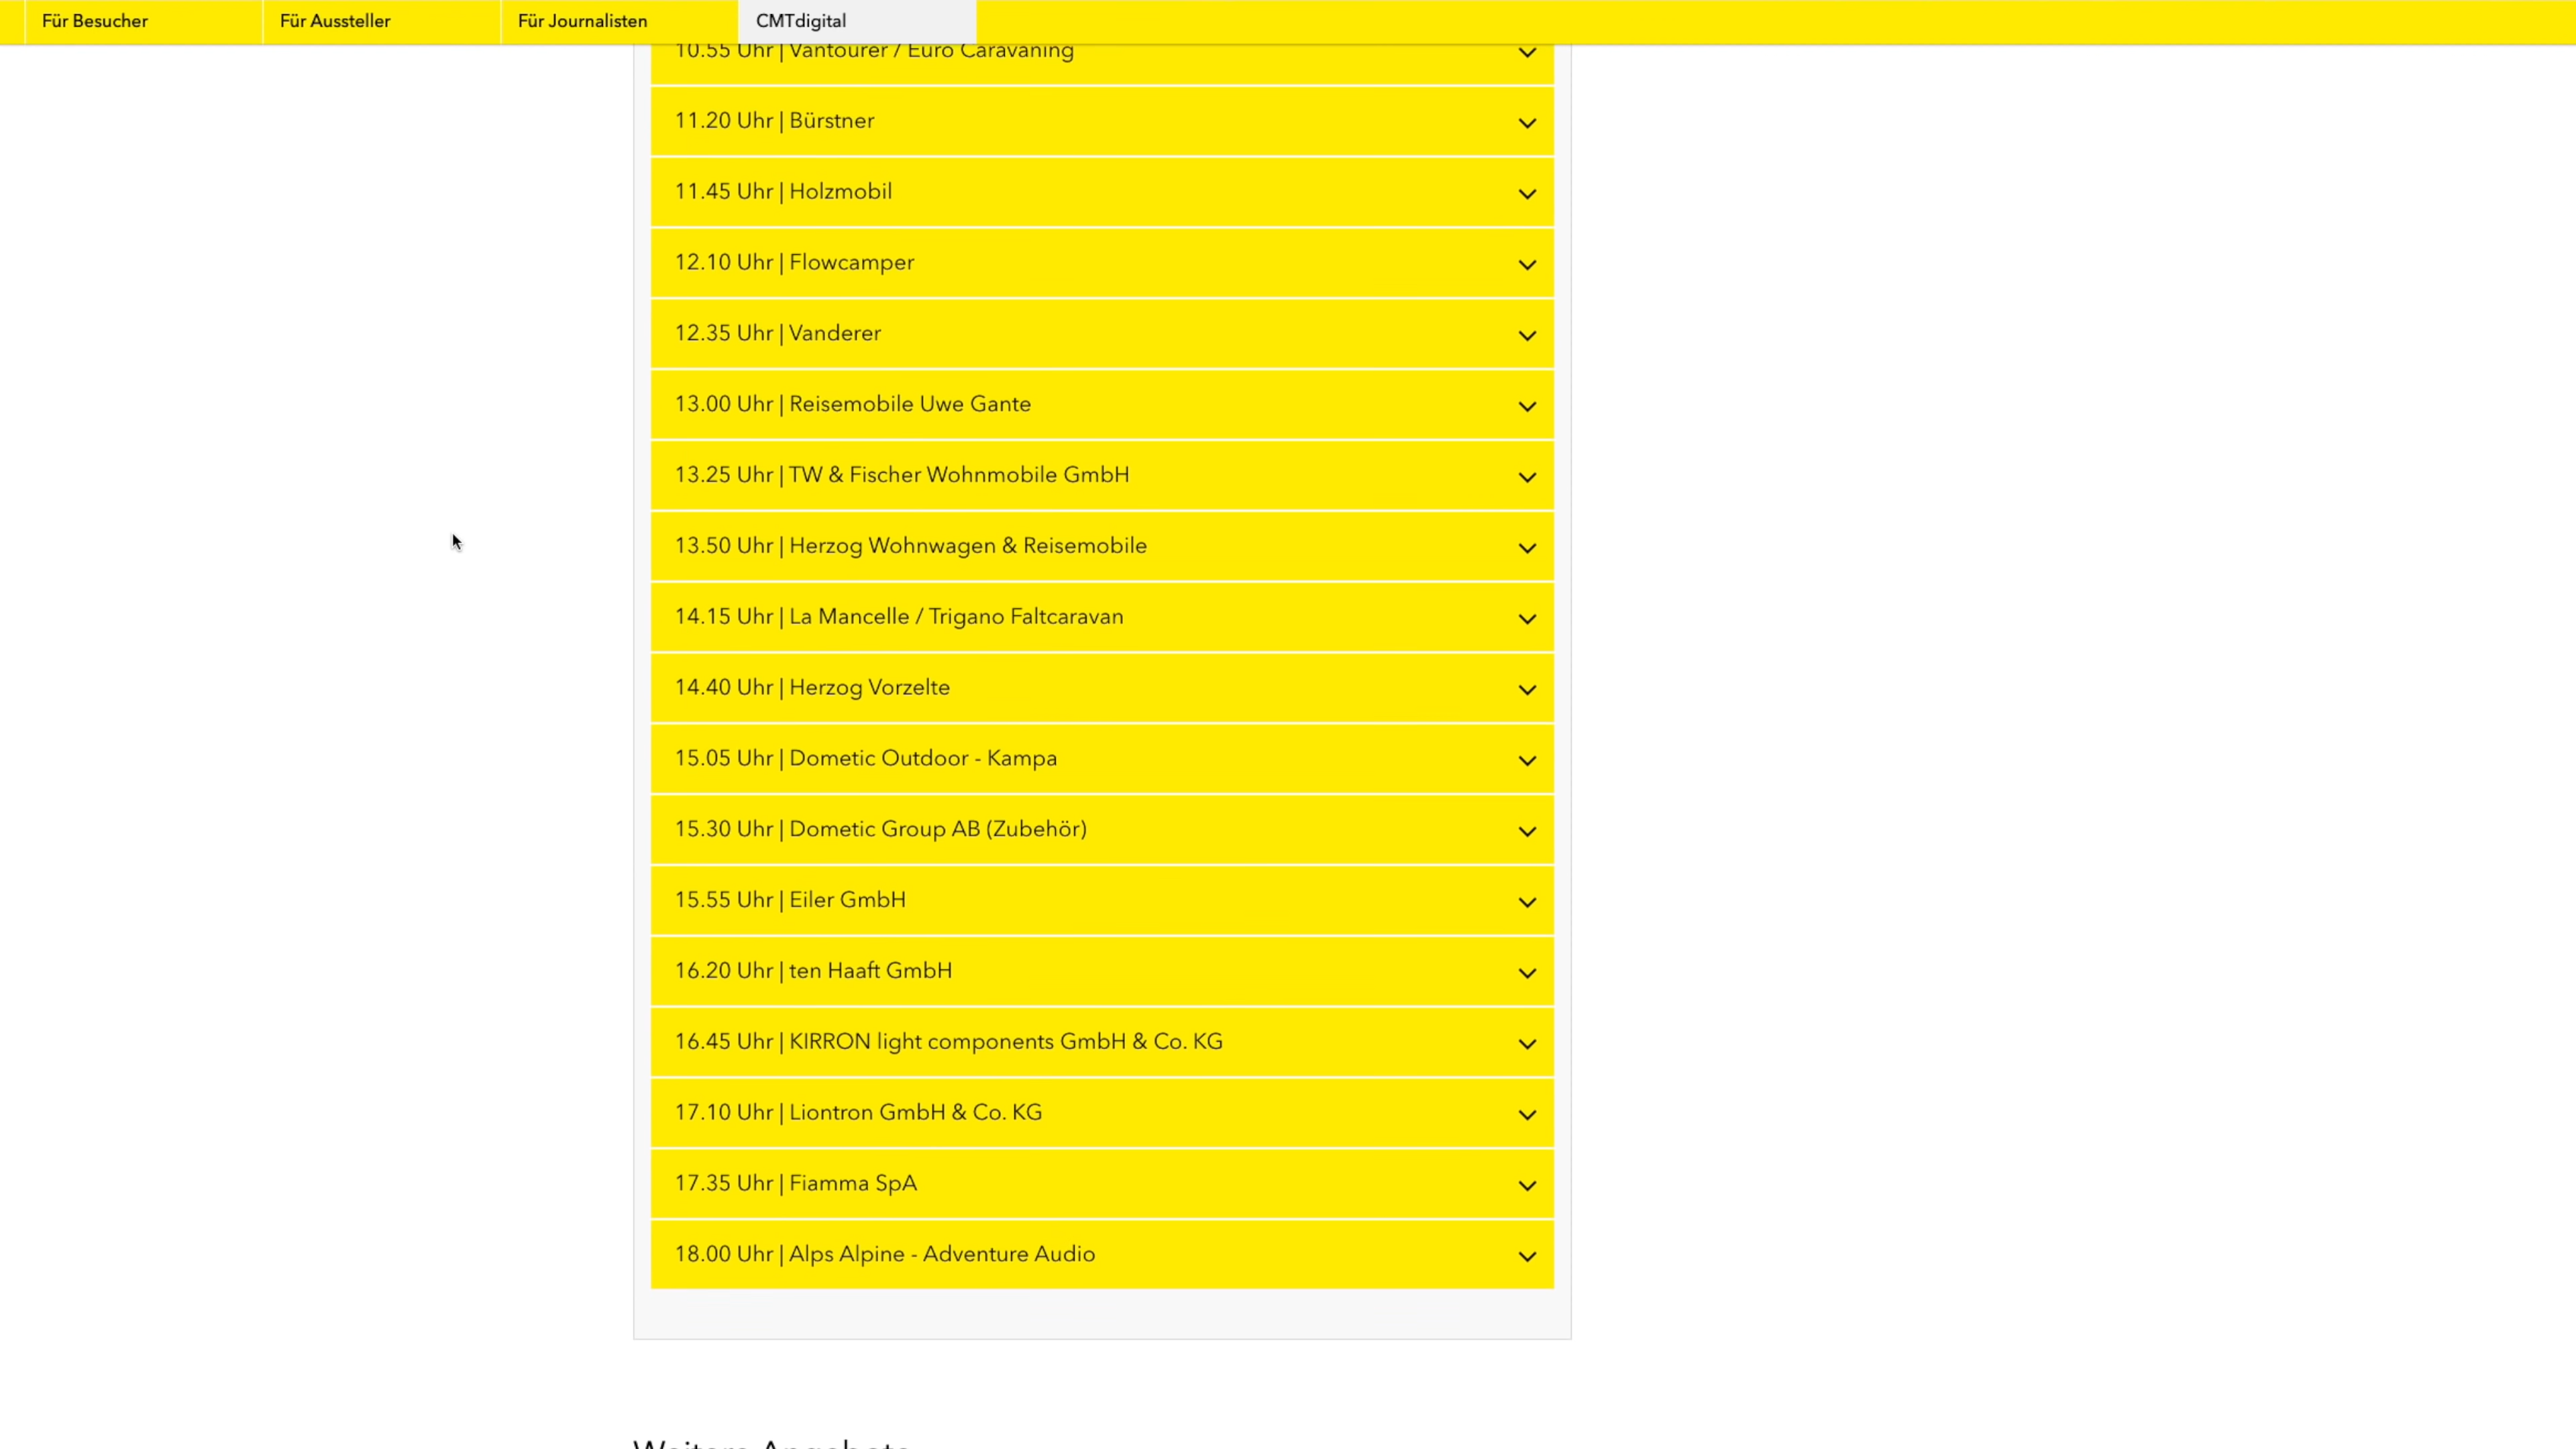 Für Besucher
Für Aussteller
Für Journalisten
CMTdigital
10.55 Uhr | Vantourer / Euro Caravaning
11.20 Uhr | Bürstner
11.45 Uhr | Holzmobil
12.10 Uhr | Flowcamper
12.35 Uhr | Vanderer
13.00 Uhr | Reisemobile Uwe Gante
13.25 Uhr | TW & Fischer Wohnmobile GmbH
13.50 Uhr | Herzog Wohnwagen & Reisemobile
14.15 Uhr | La Mancelle / Trigano Faltcaravan
14.40 Uhr | Herzog Vorzelte
15.05 Uhr | Dometic Outdoor - Kampa
15.30 Uhr | Dometic Group AB (Zubehör)
15.55 Uhr | Eiler GmbH
16.20 Uhr | ten Haaft GmbH
16.45 Uhr | KIRRON light components GmbH & Co. KG
17.10 Uhr | Liontron GmbH & Co. KG
17.35 Uhr | Fiamma SpA
18.00 Uhr | Alps Alpine - Adventure Audio
Weitere Angebote